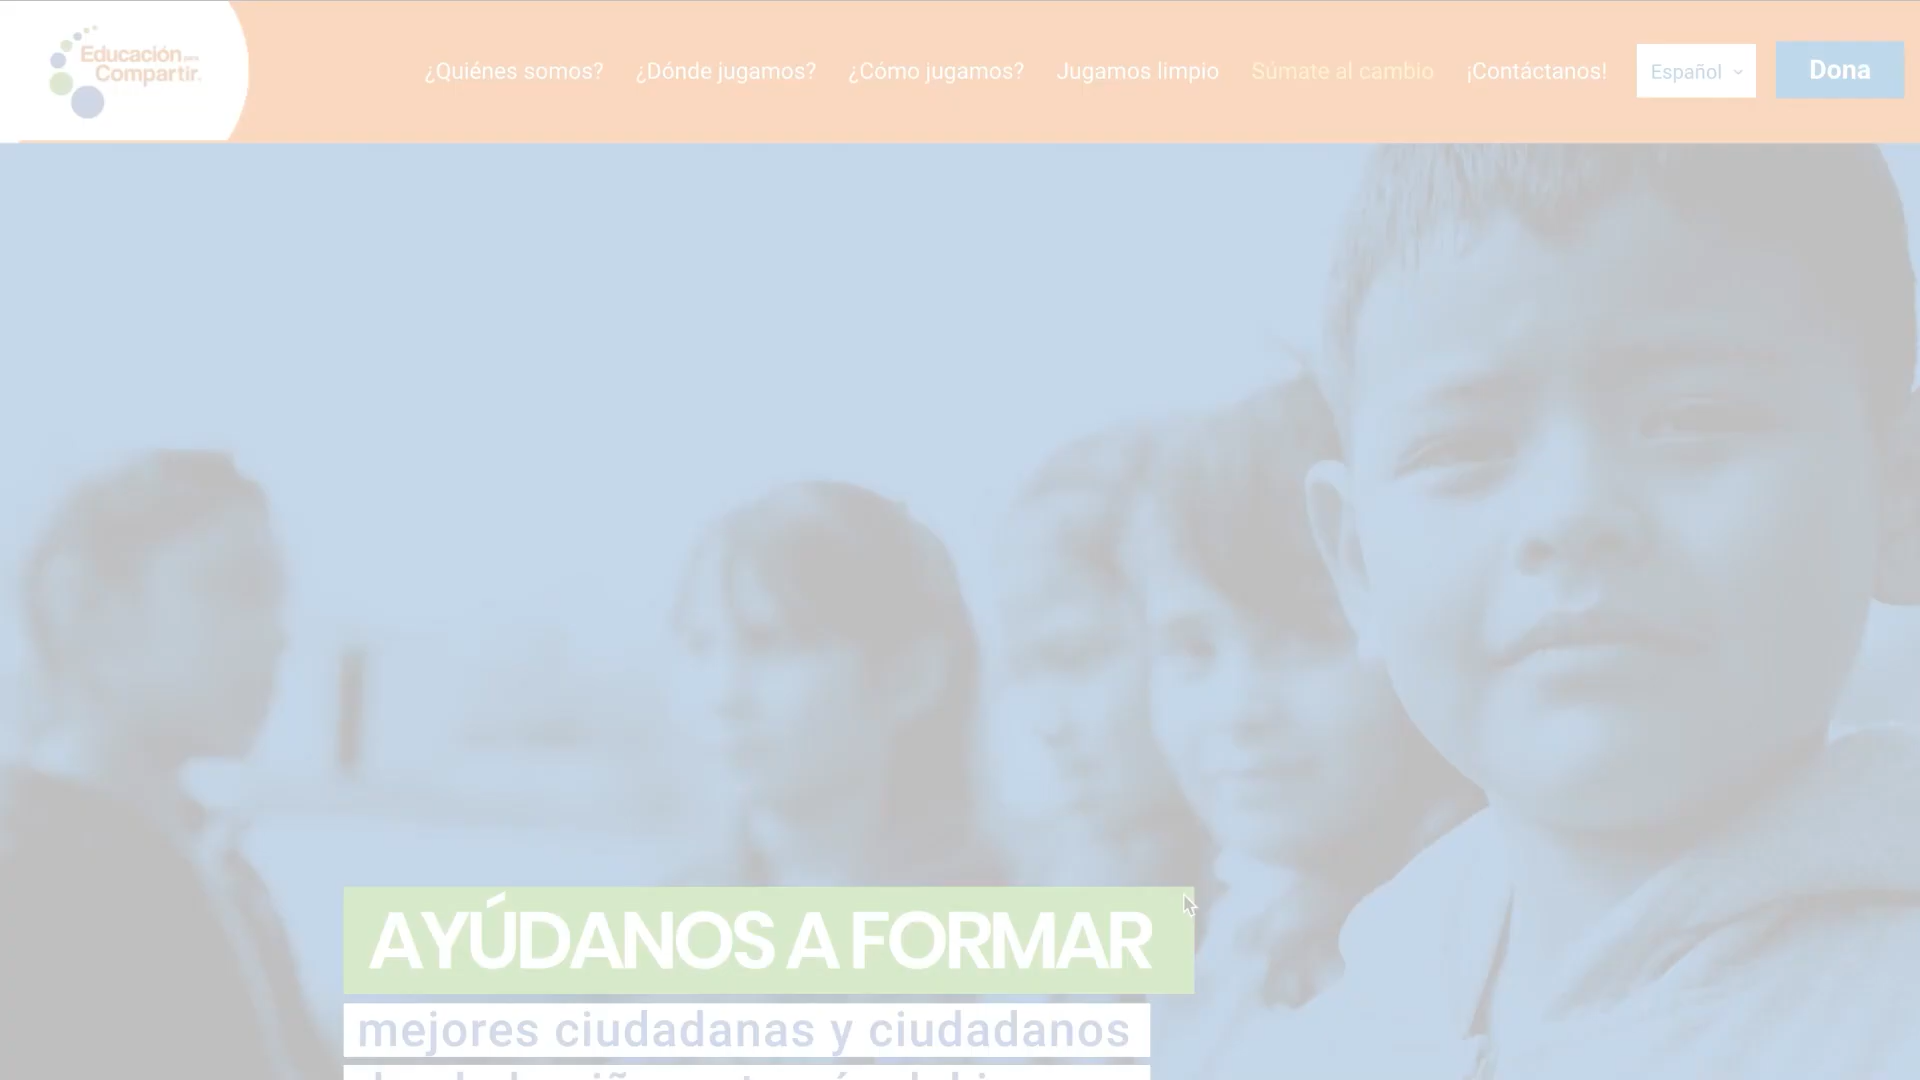 Educación para
Compartir.
¿Quiénes somos?
¿Dónde jugamos?
¿Cómo jugamos?
Jugamos limpio
Súmate al cambio
¡Contáctanos!
Español
Dona
AYÚDANOS A FORMAR
mejores ciudadanas y ciudadanos